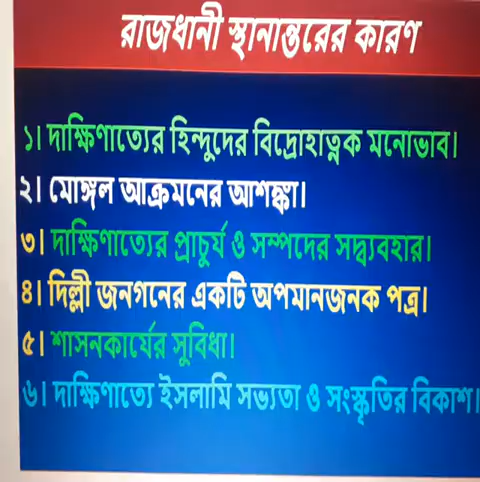 রাজধানী স্থানান্তরের কারণ
১। দাক্ষিণাত্যের হিন্দুদের বিদ্রোহাত্নক মনোভাব।
২। মোঙ্গল আক্রমনের আশঙ্কা।
৩। দাক্ষিণাত্যের প্রাচুর্য ও সম্পদের সদ্ব্যবহার।
৪। দিল্লী জনগনের একটি অপমানজনক পত্র।
৫। শাসনকার্যের সুবিধা।
৬। দাক্ষিণাত্যে ইসলামি সভ্যতা ও সংস্কৃতির বিকাশ।